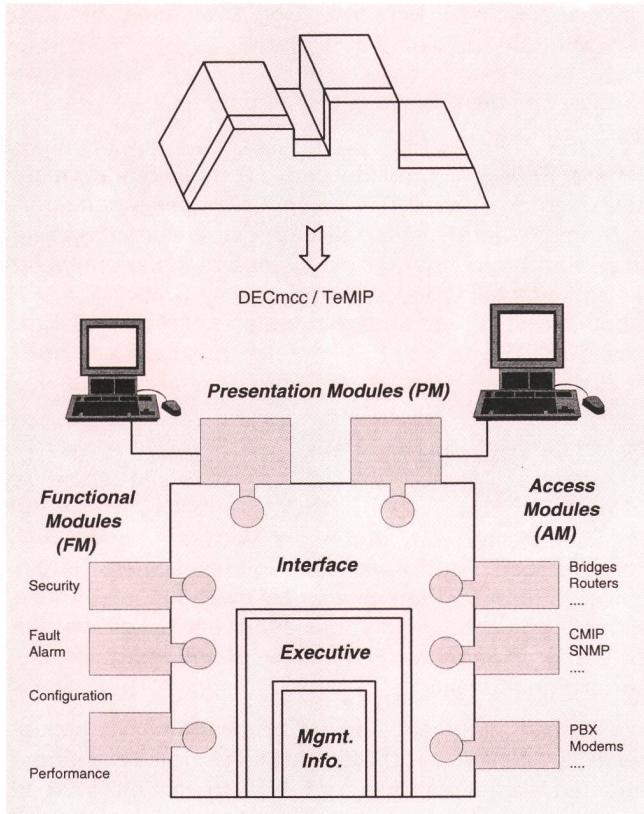 DECmcc / TeMIP
Presentation Modules (PM)
Functional
Modules
(FM)
Access
Modules
(AM)
Interface
Security
Bridges
Routers
....
Fault
Alarm
Executive
CMIP
SNMP
....
Configuration
Mgmt.
Info.
PBX
Modems
....
Performance